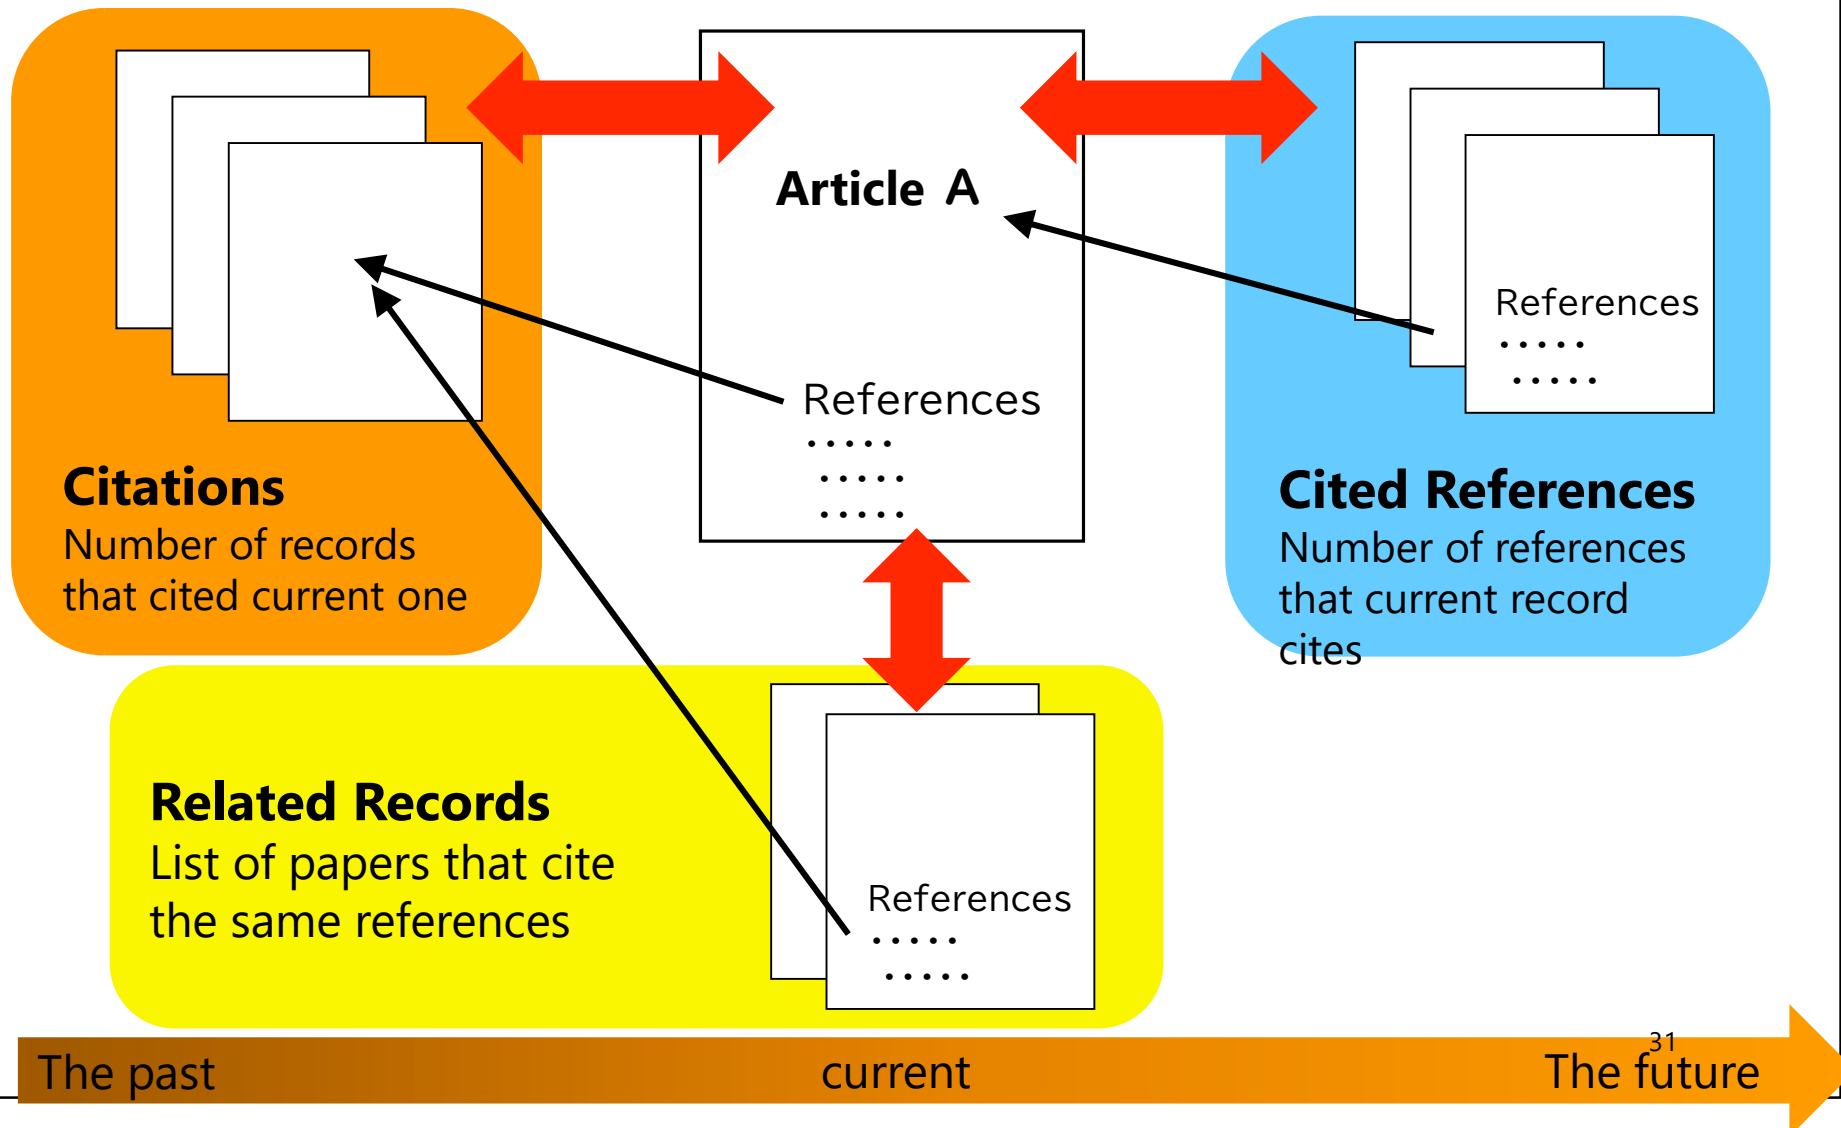 Article A
References
.....
.....
.....
Citations
Number of records
that cited current one
References
.....
.....
Cited References
Number of references
that current record
cites
Related Records
List of papers that cite
the same references
References
.....
.....
The past
current
The future
31